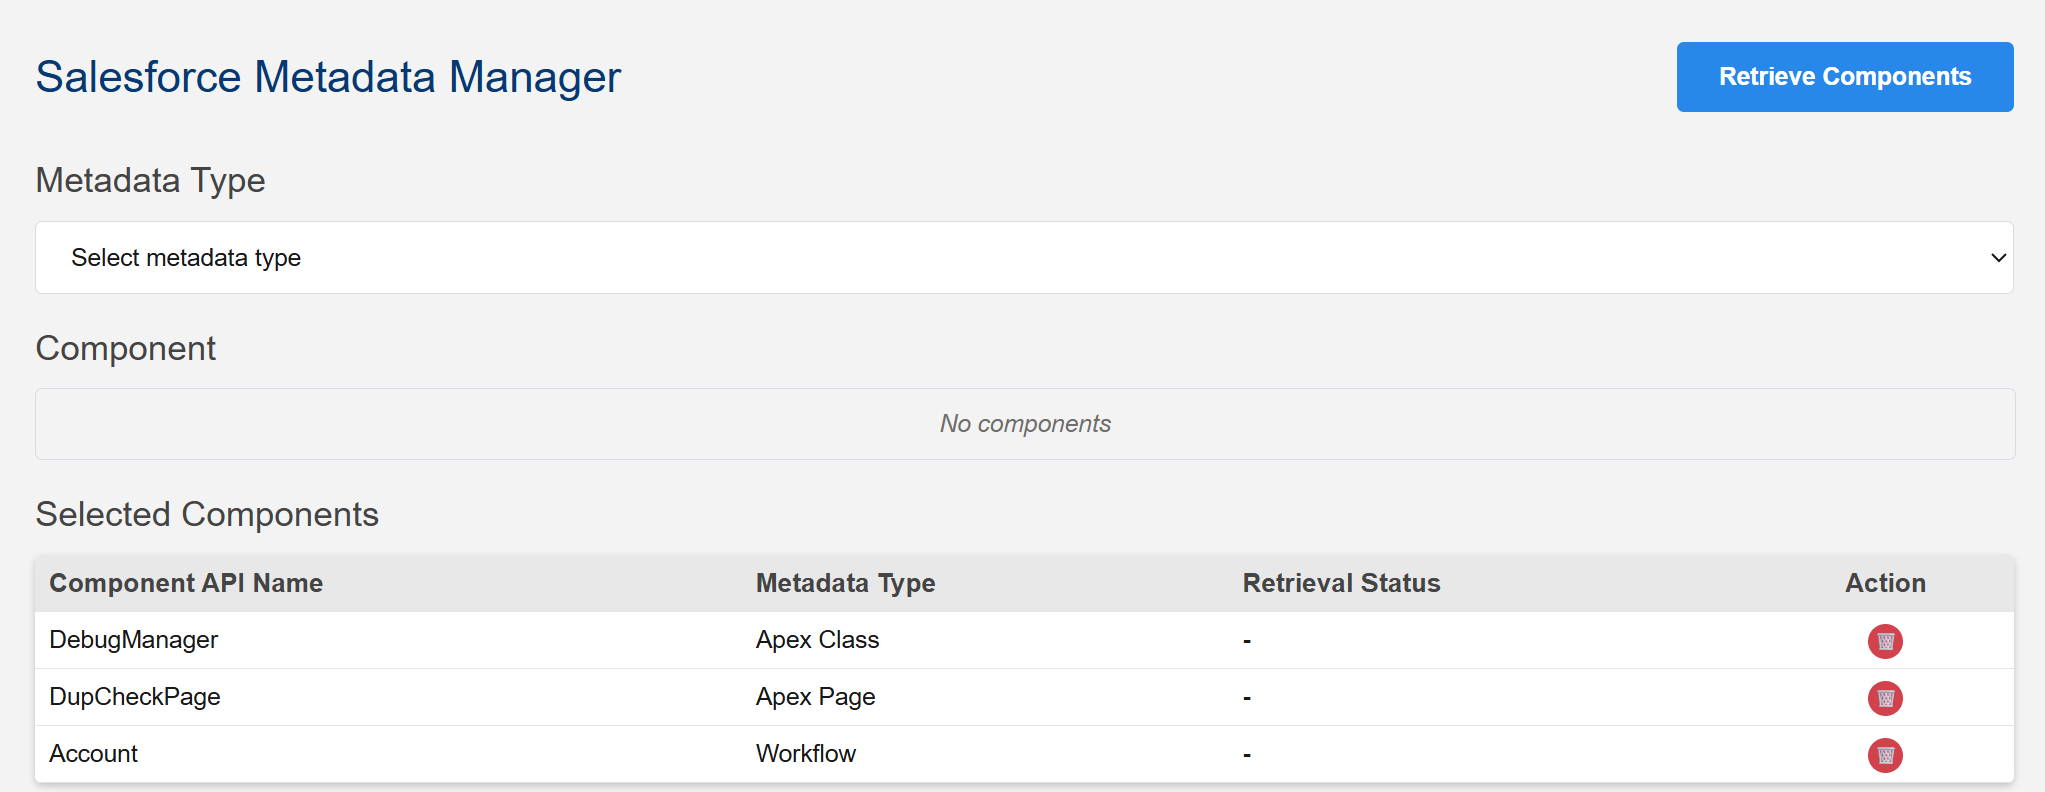 Salesforce Metadata Manager
Retrieve Components
Metadata Type
Select metadata type
Component
No components
Selected Components
Component API Name Metadata Type Retrieval Status Action
DebugManager Apex Class -
DupCheckPage Apex Page -
Account Workflow -